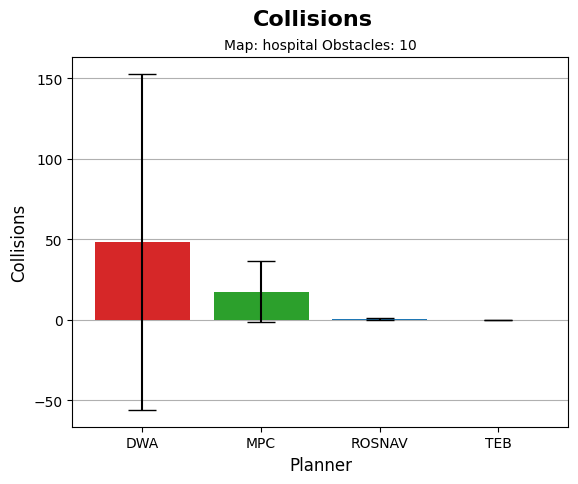 Collisions
Map: hospital Obstacles: 10
150
100
50
0
−50
Collisions
DWA MPC ROSNAV TEB
Planner